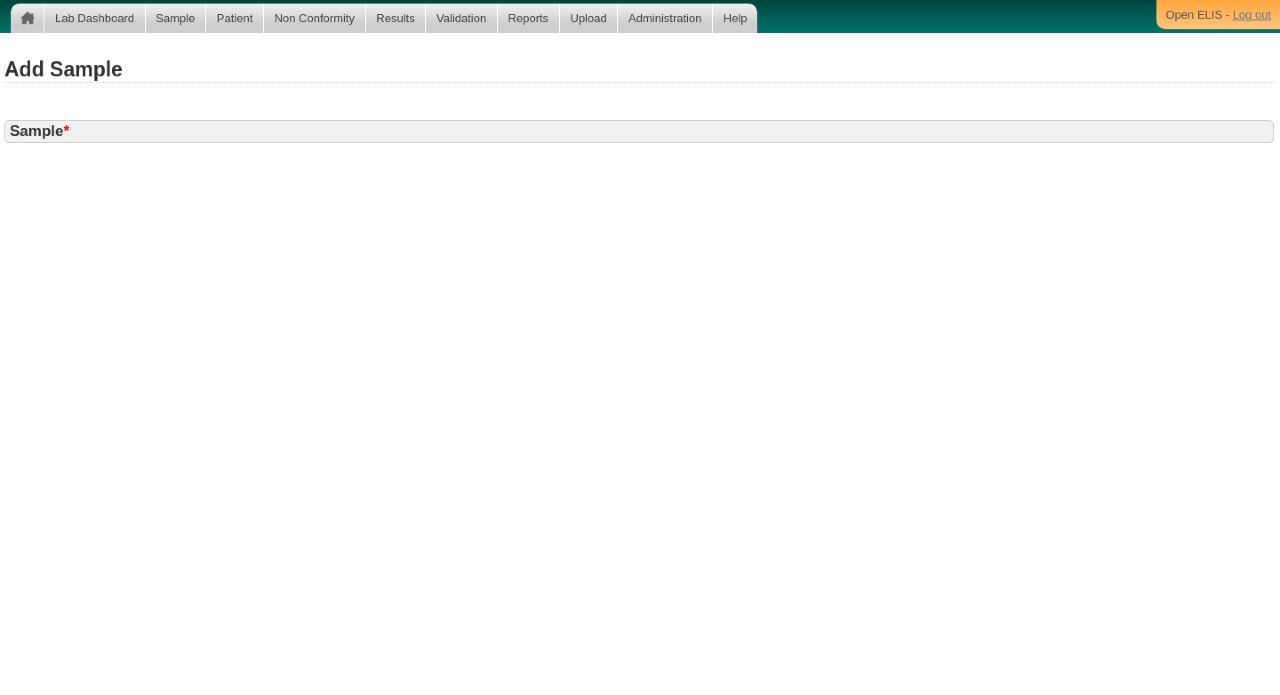 Lab Dashboard Sample Patient Non Conformity Results Validation Reports Upload Administration Help Open ELIS - Log out
Add Sample
Sample*